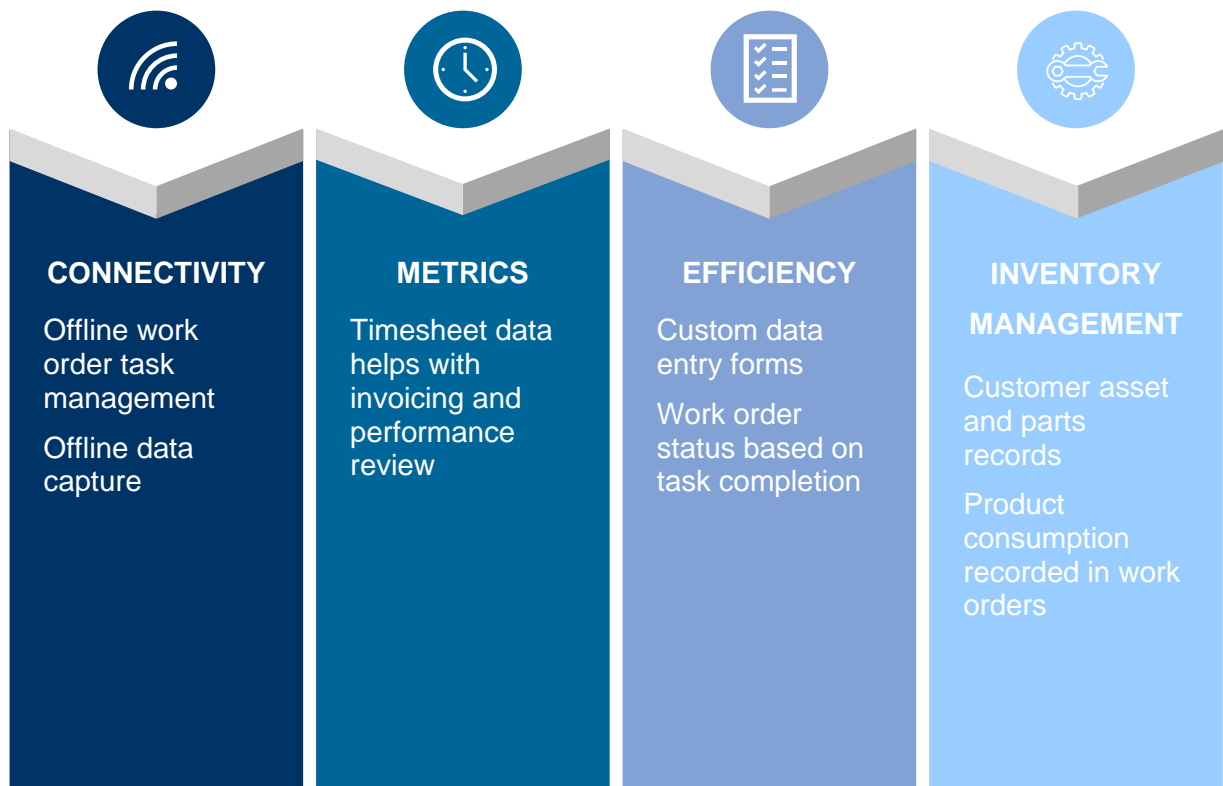 CONNECTIVITY
Offline work
order task
management
Offline data
capture
METRICS
Timesheet data
helps with
invoicing and
performance
review
EFFICIENCY
Custom data
entry forms
Work order
status based on
task completion
INVENTORY
MANAGEMENT
Customer asset
and parts
records
Product
consumption
recorded in work
orders